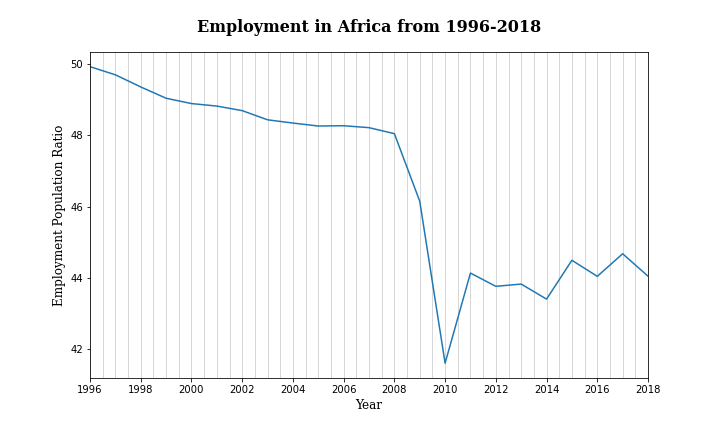 Employment in Africa from 1996-2018
Employment Population Ratio
50
48
46
44
42
1996 1998 2000 2002 2004 2006 2008 2010 2012 2014 2016 2018
Year